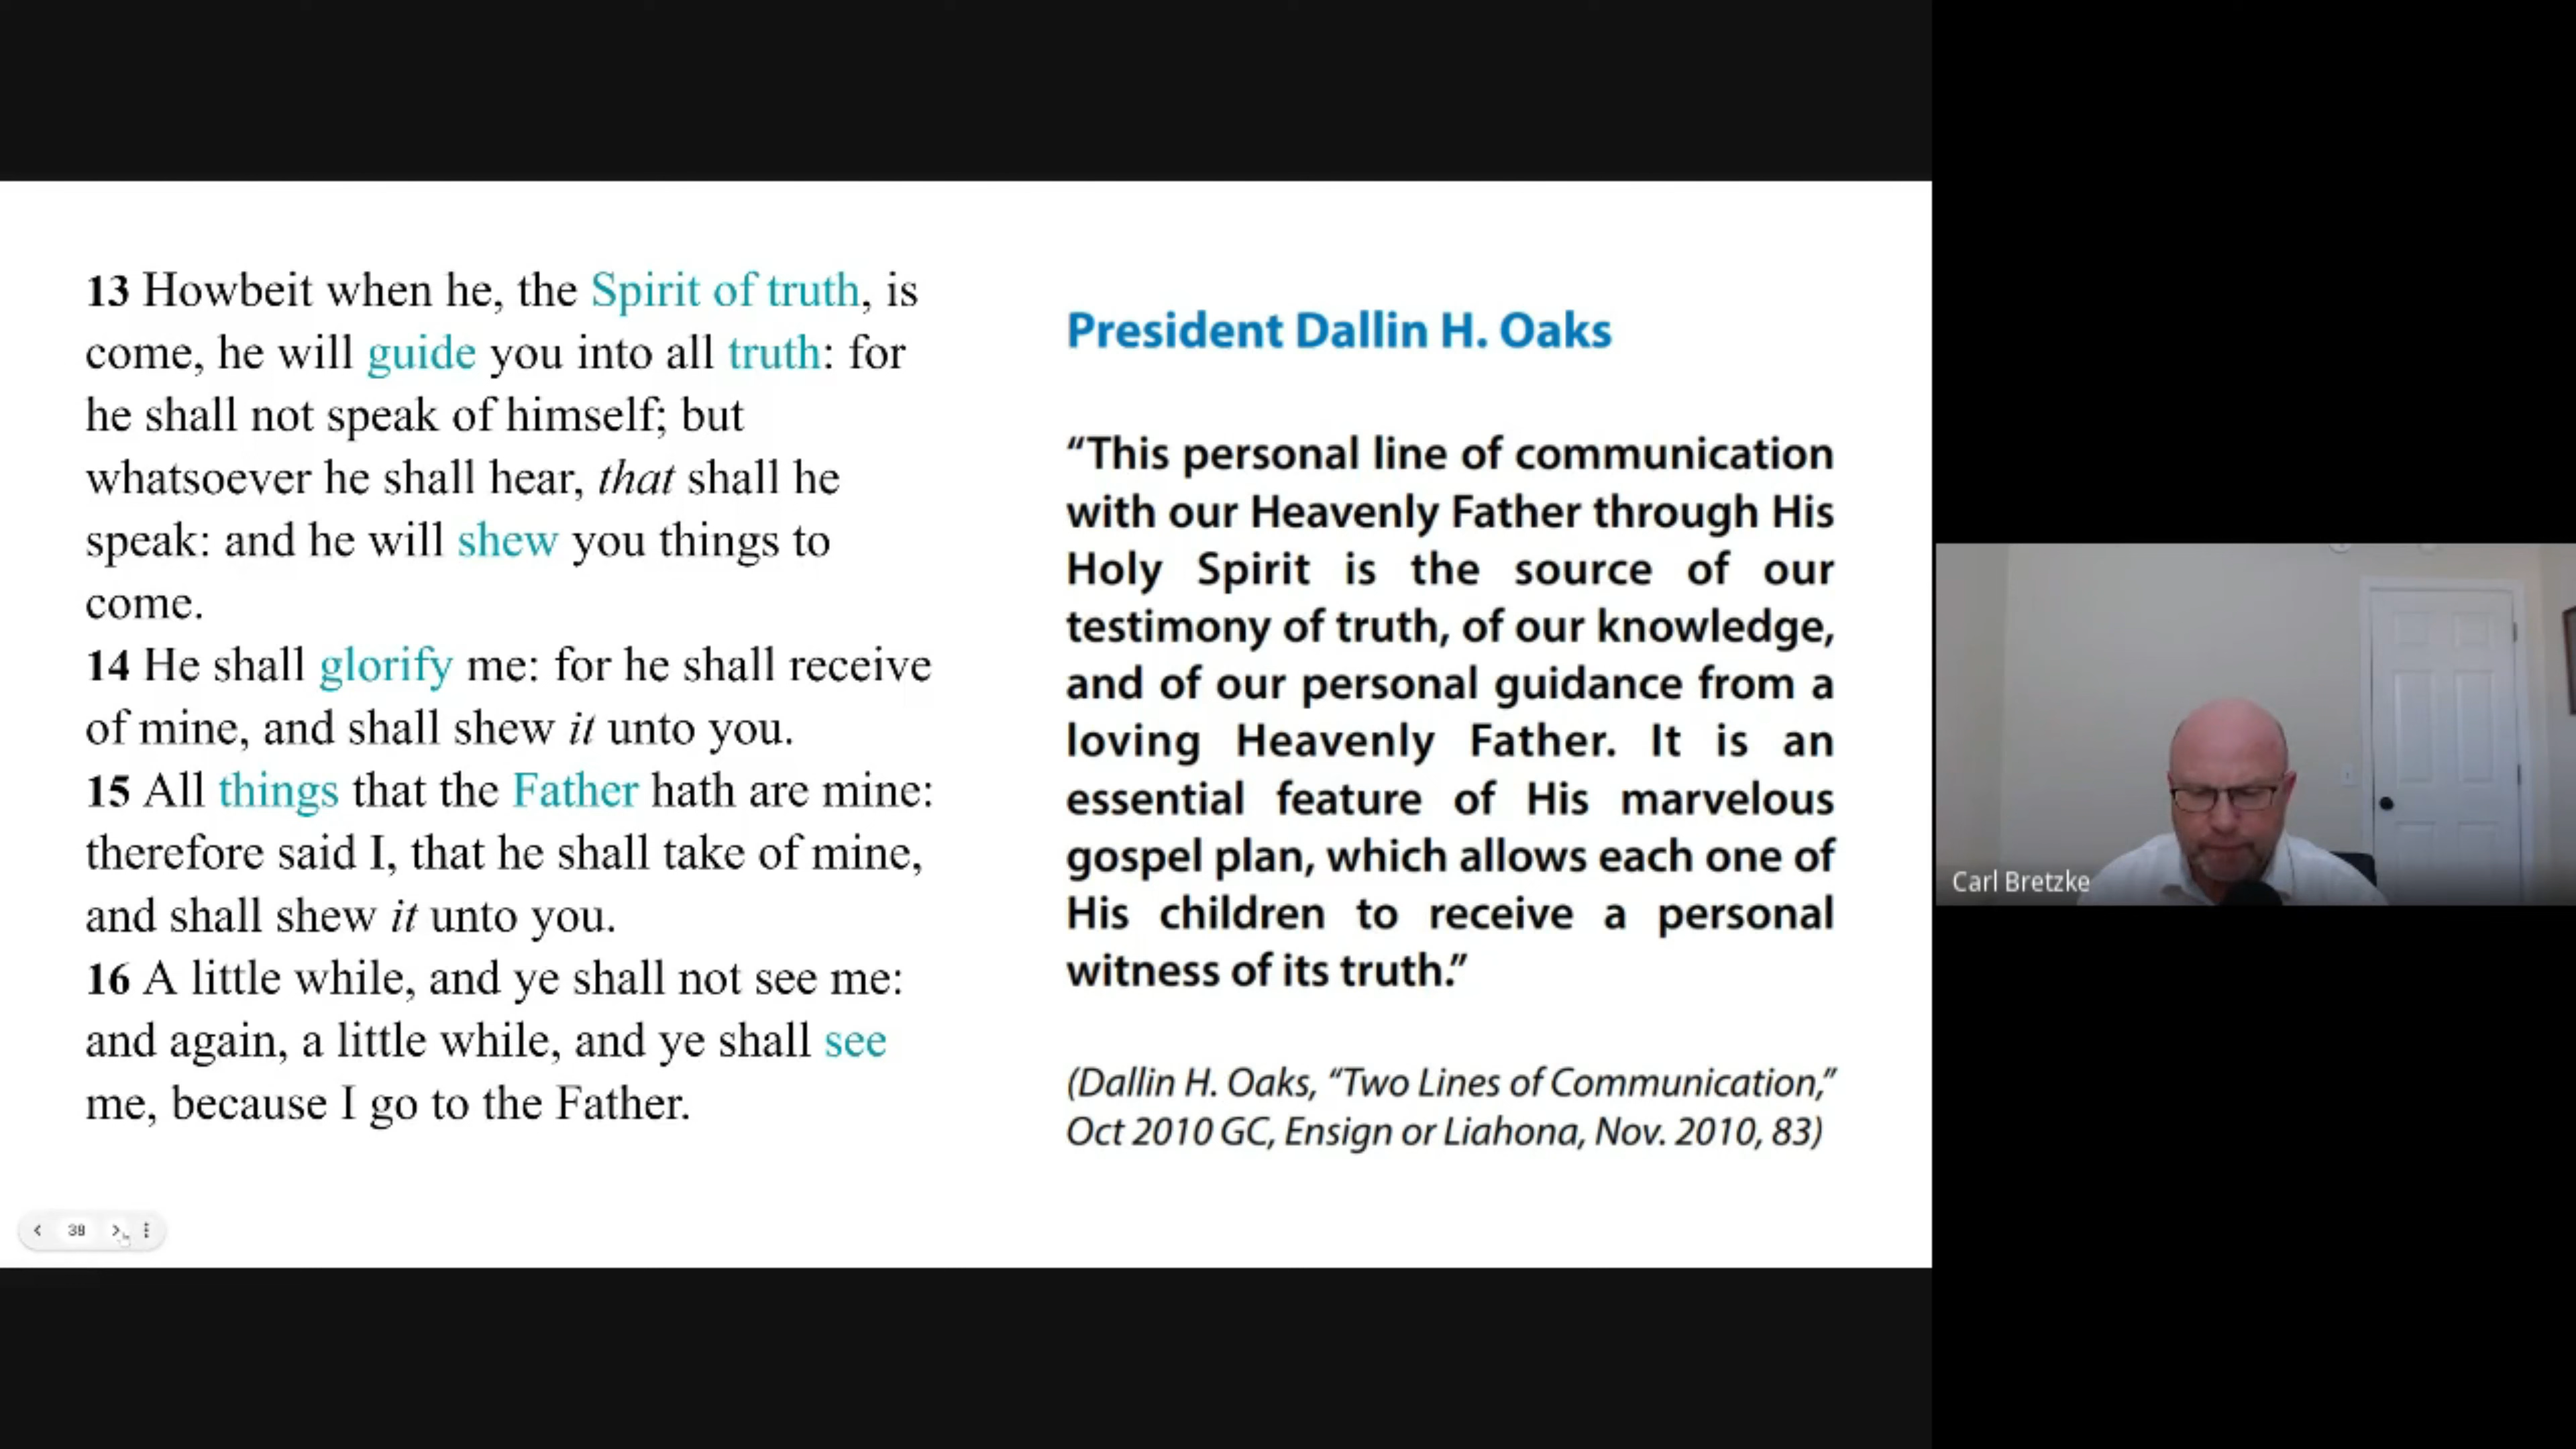 13 Howbeit when he, the Spirit of truth, is
come, he will guide you into all truth: for
he shall not speak of himself; but
whatsoever he shall hear, that shall he
speak: and he will shew you things to
come.
14 He shall glorify me: for he shall receive
of mine, and shall shew it unto you.
15 All things that the Father hath are mine:
therefore said I, that he shall take of mine,
and shall shew it unto you.
16 A little while, and ye shall not see me:
and again, a little while, and ye shall see
me, because I go to the Father.
President Dallin H. Oaks
“This personal line of communication
with our Heavenly Father through His
Holy Spirit is the source of our
testimony of truth, of our knowledge,
and of our personal guidance from a
loving Heavenly Father. It is an
essential feature of His marvelous
gospel plan, which allows each one of
His children to receive a personal
witness of its truth.”
(Dallin H. Oaks, “Two Lines of Communication,”
Oct 2010 GC, Ensign or Liahona, Nov. 2010, 83)
38
Carl Bretzke